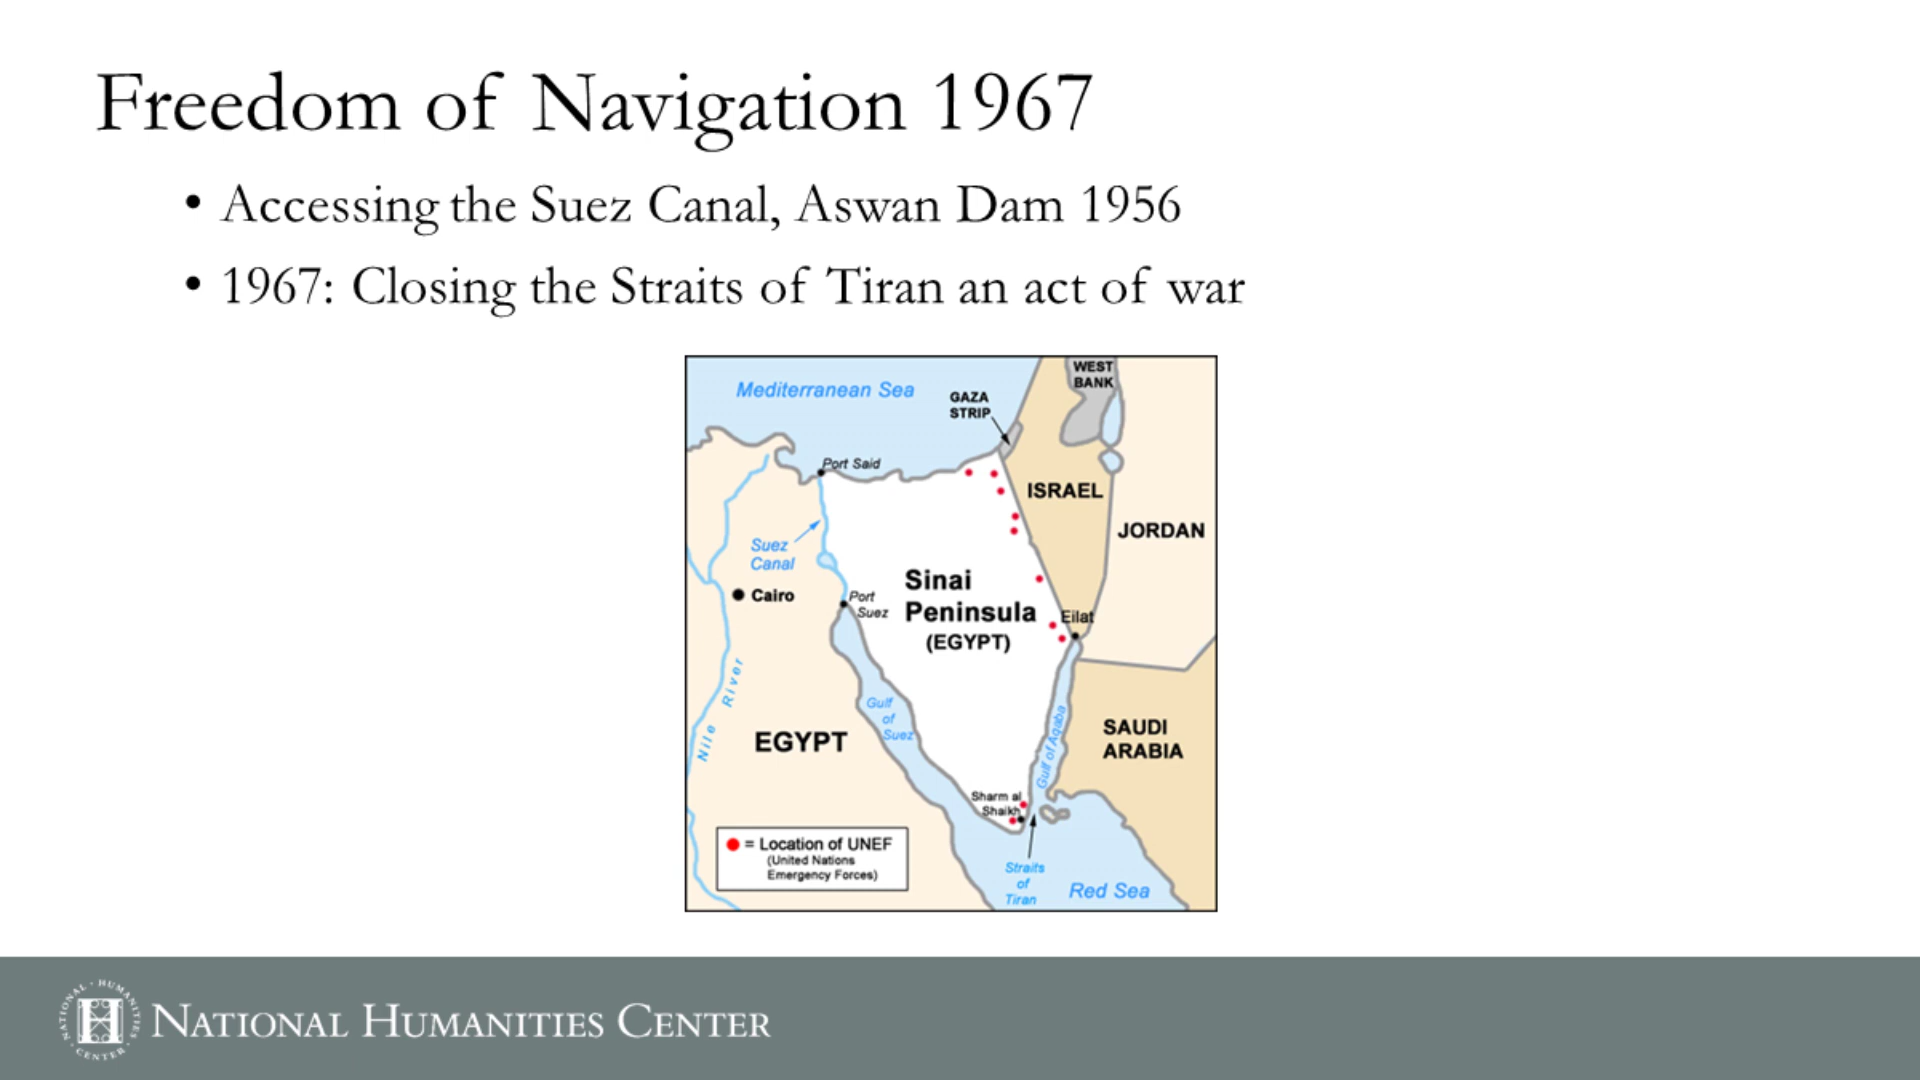 Freedom of Navigation 1967
• Accessing the Suez Canal, Aswan Dam 1956
• 1967: Closing the Straits of Tiran an act of war
WEST
BANK
Mediterranean Sea
GAZA
STRIP
Port Said
ISRAEL
JORDAN
Suez
Canal
Sinai
Peninsula
(EGYPT)
Cairo
Port
Suez
Eilat
Nile River
Gulf
of
Suez
Gulf of Aqaba
SAUDI
ARABIA
EGYPT
Sharm al
Shaikh
= Location of UNEF
(United Nations
Emergency Forces)
Straits
of
Tiran
Red Sea
NATIONAL · HUMANITIES · CENTER ·
H
NATIONAL HUMANITIES CENTER